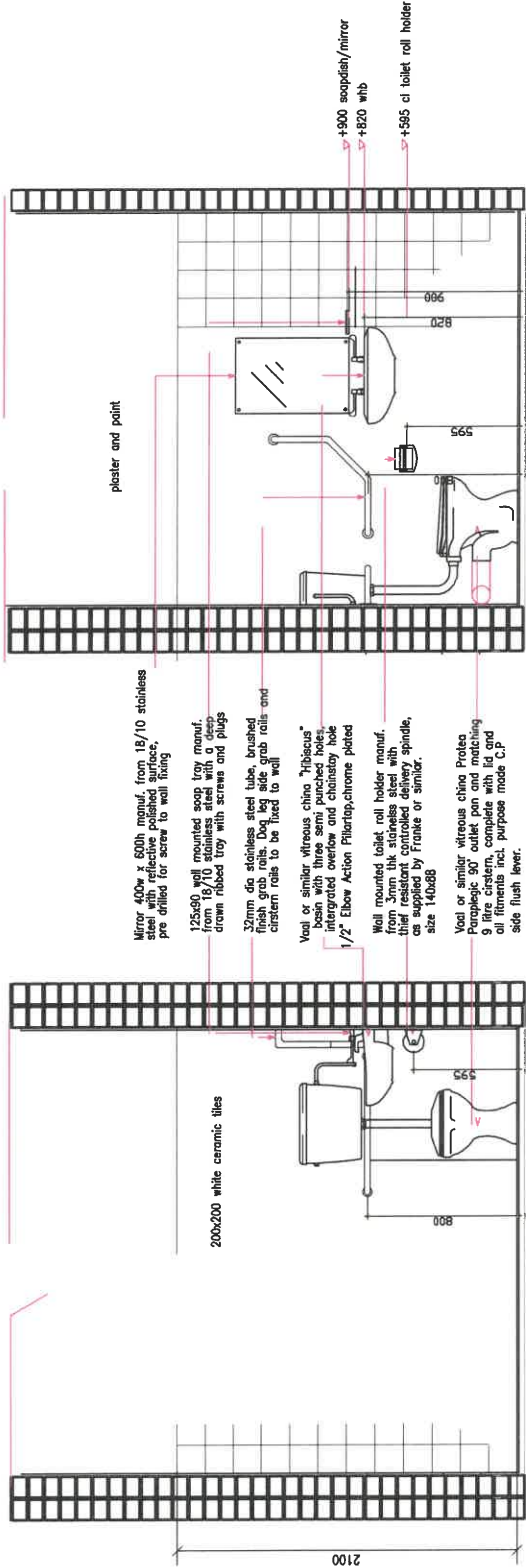 plaster and paint
+900 soapdish/mirror
+820 whb
+595 cl toilet roll holder
900
820
595
800
Mirror 400w x 600h manuf. from 18/10 stainless
steel with reflective polished surface,
pre drilled for screw to wall fixing
125x90 wall mounted soap tray manuf.
from 18/10 stainless steel with a deep
drawn ribbed tray with screws and plugs
32mm dia stainless steel tube, brushed
finish grab rails. Dog leg side grab rails and
cirstern rails to be fixed to wall
Vaal or similar vitreous china "Hibiscus"
basin with three semi punched holes,
intergrated overlow and chainstay hole
1/2" Elbow Action Pillartap,chrome plated
Wall mounted toilet roll holder manuf.
from 3mm thk stainelss steel with
thief resistant controlled delivery spindle,
as supplied by Franke or similar.
size 140x88
Vaal or similar vitreous china Protea
Paraplegic 90° outlet pan and matching
9 litre cirstern, complete with lid and
all fitments incl. purpose made C.P
side flush lever.
200x200 white ceramic tiles
595
800
2100